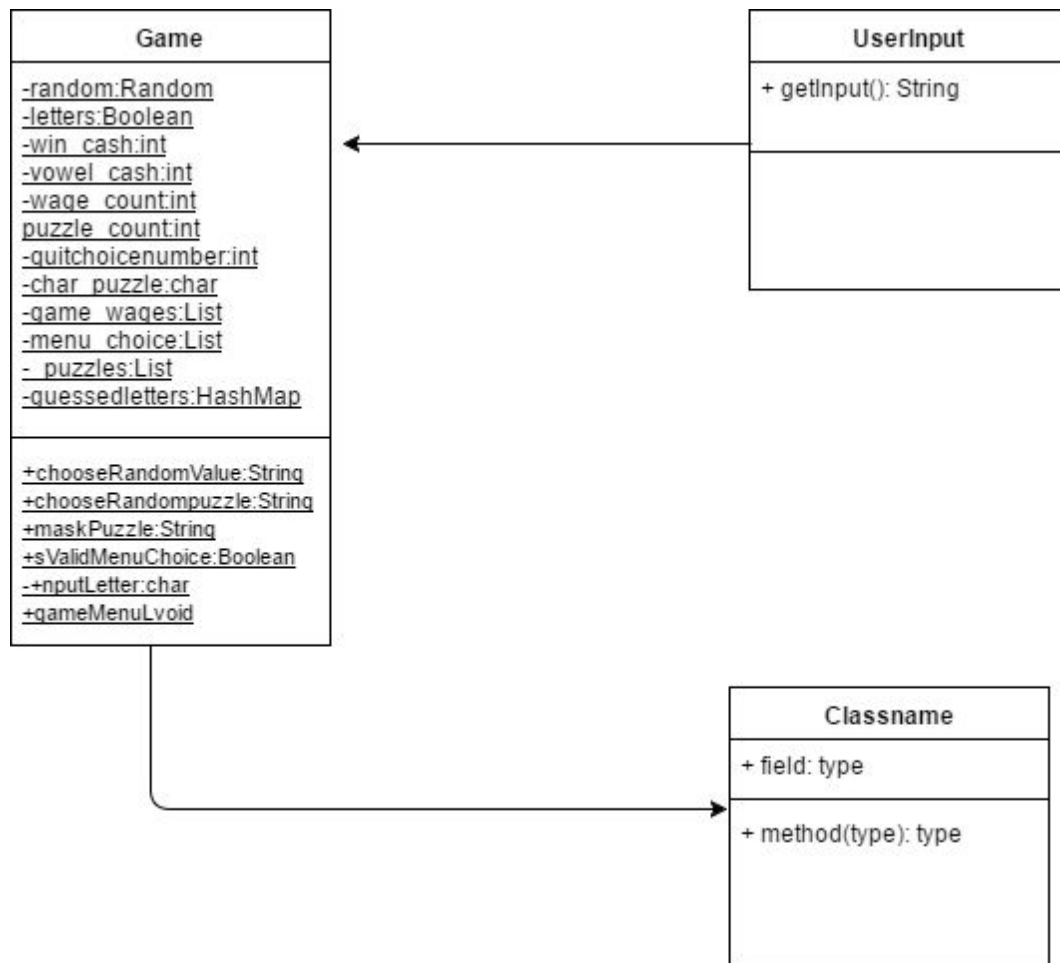 Game
-random:Random
-letters:Boolean
-win_cash:int
-vowel_cash:int
-wage_count:int
puzzle_count:int
-quitchoicenumber:int
-char_puzzle:char
-game_wages:List
-menu_choice:List
-_puzzles:List
-guessedletters:HashMap
+chooseRandomValue:String
+chooseRandompuzzle:String
+maskPuzzle:String
+sValidMenuChoice:Boolean
-+nputLetter:char
+gameMenuLvoid
UserInput
+ getInput(): String
Classname
+ field: type
+ method(type): type